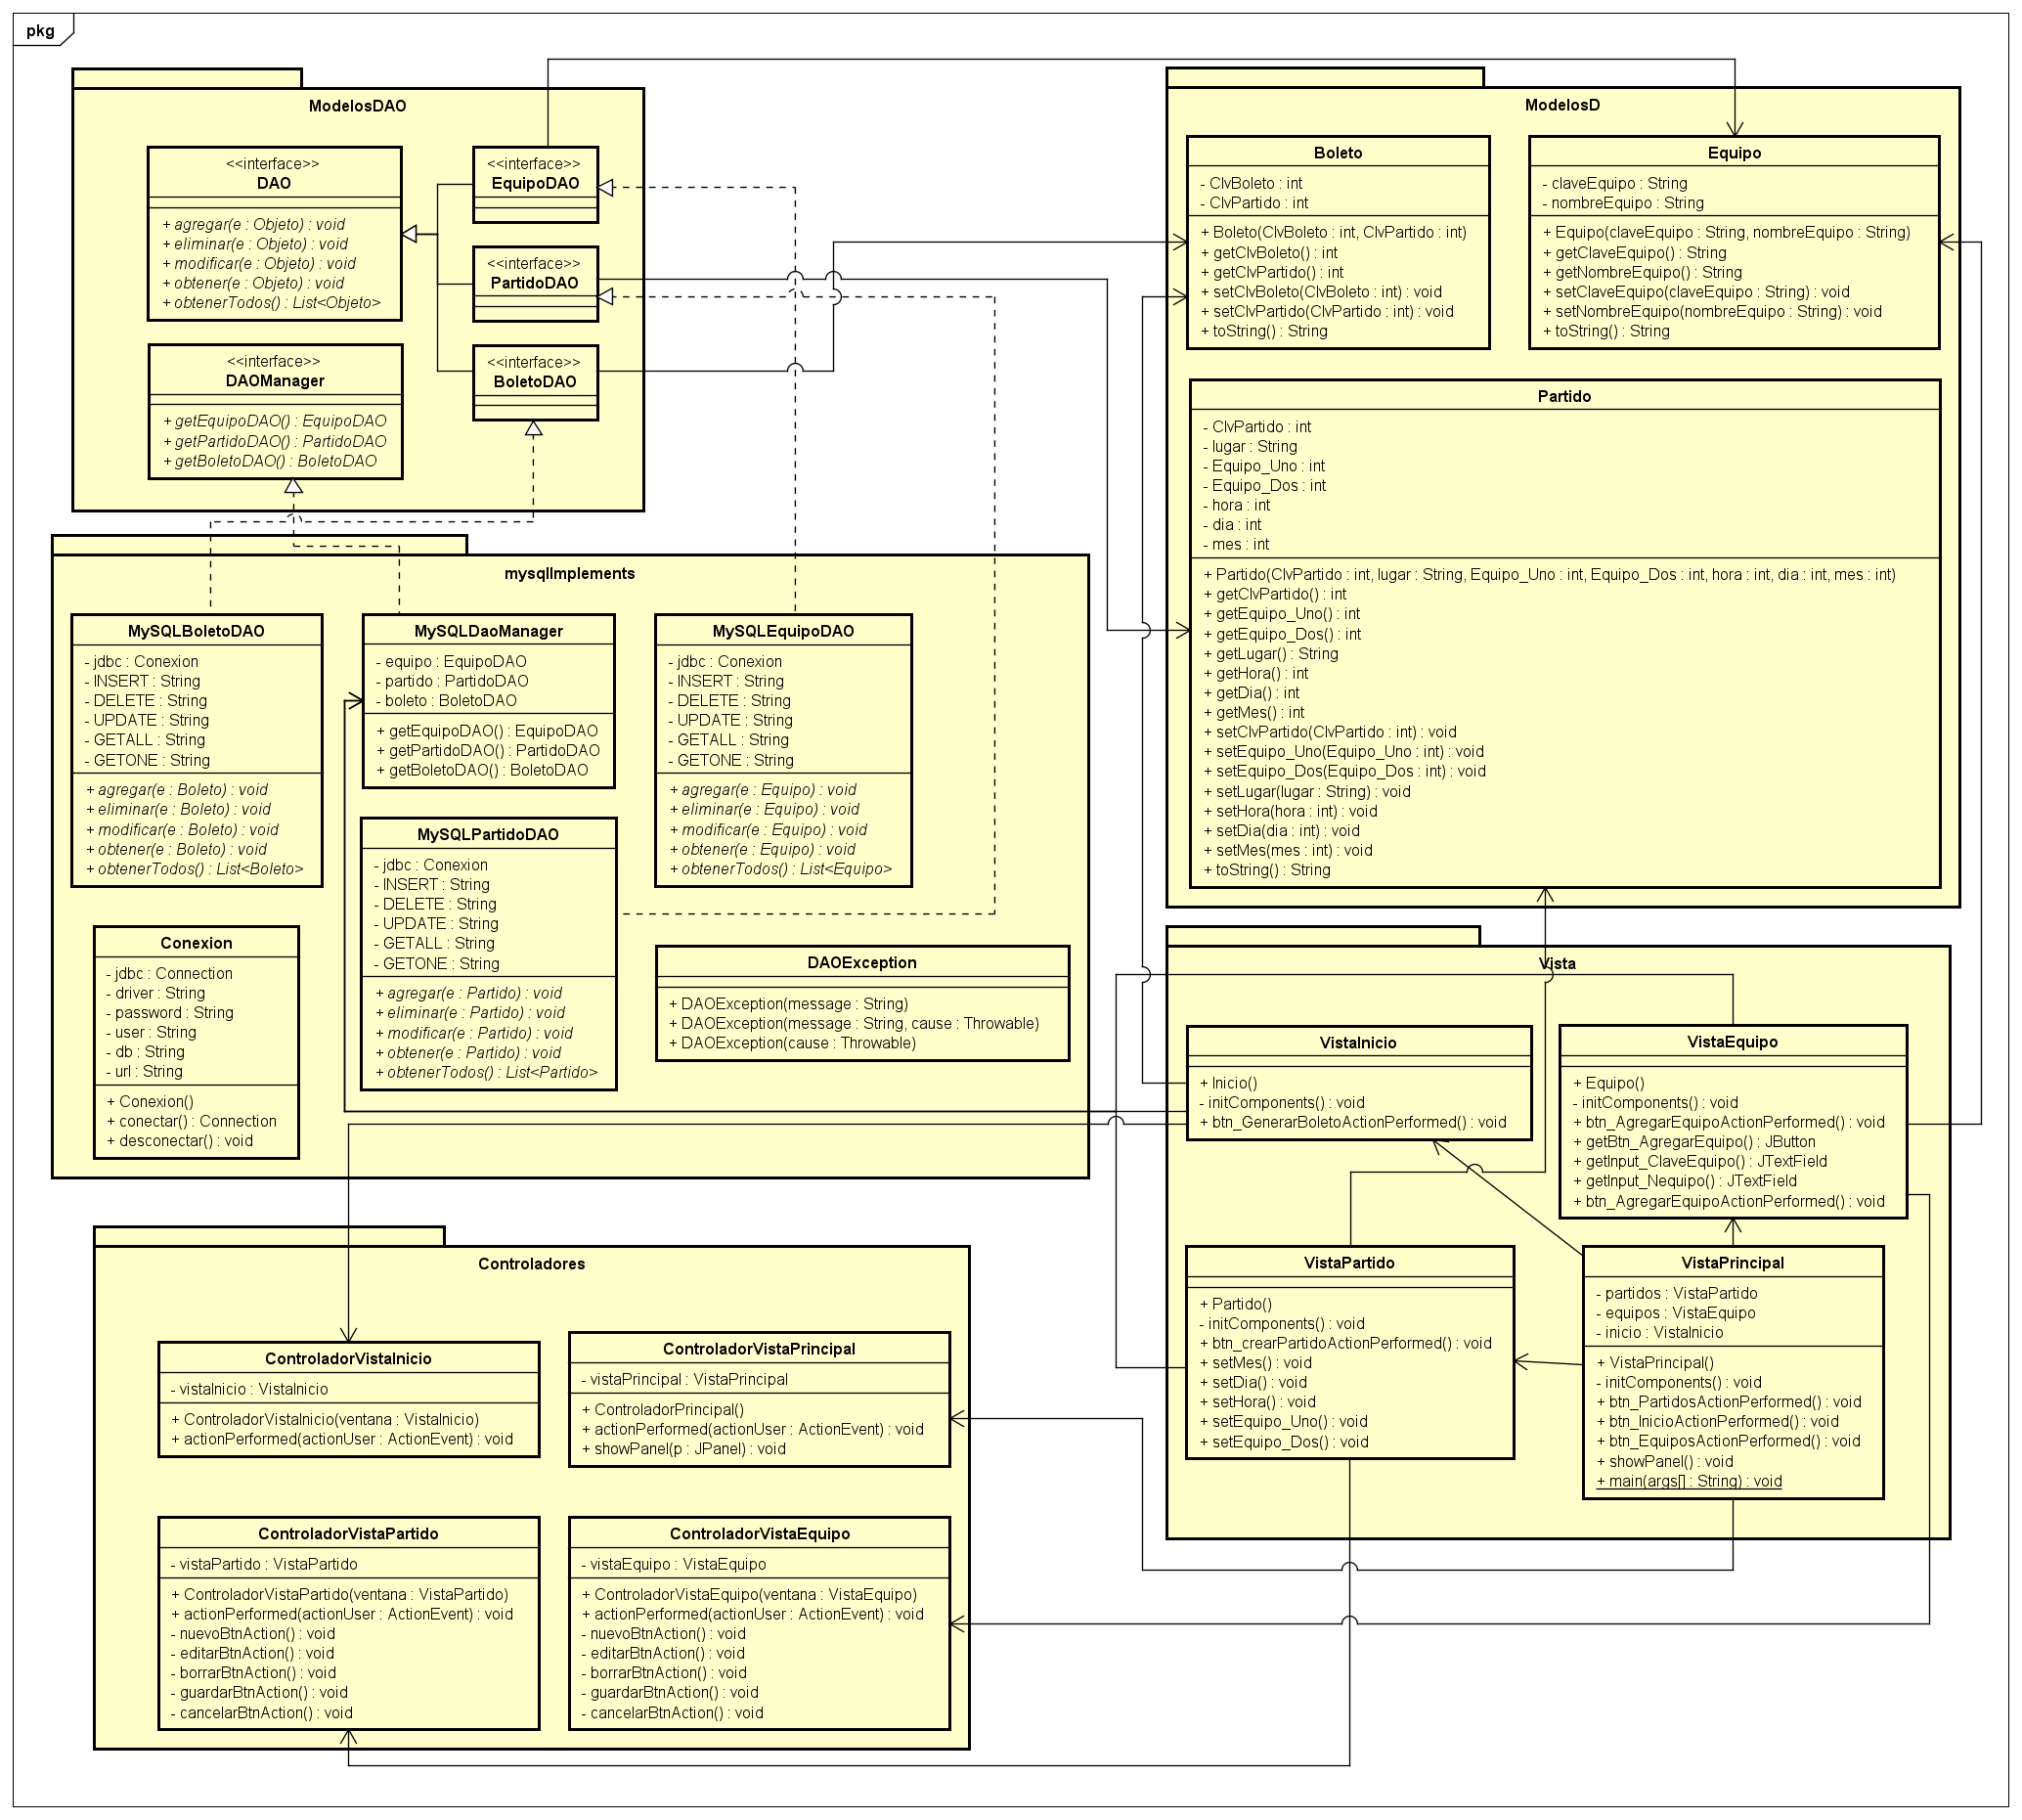 pkg
ModelosDAO
<<interface>>
DAO
+ agregar(e : Objeto) : void
+ eliminar(e : Objeto) : void
+ modificar(e : Objeto) : void
+ obtener(e : Objeto) : void
+ obtenerTodos() : List<Objeto>
<<interface>>
EquipoDAO
<<interface>>
PartidoDAO
<<interface>>
BoletoDAO
<<interface>>
DAOManager
+ getEquipoDAO() : EquipoDAO
+ getPartidoDAO() : PartidoDAO
+ getBoletoDAO() : BoletoDAO
ModelosD
Boleto
- ClvBoleto : int
- ClvPartido : int
+ Boleto(ClvBoleto : int, ClvPartido : int)
+ getClvBoleto() : int
+ getClvPartido() : int
+ setClvBoleto(ClvBoleto : int) : void
+ setClvPartido(ClvPartido : int) : void
+ toString() : String
Equipo
- claveEquipo : String
- nombreEquipo : String
+ Equipo(claveEquipo : String, nombreEquipo : String)
+ getClaveEquipo() : String
+ getNombreEquipo() : String
+ setClaveEquipo(claveEquipo : String) : void
+ setNombreEquipo(nombreEquipo : String) : void
+ toString() : String
Partido
- ClvPartido : int
- lugar : String
- Equipo_Uno : int
- Equipo_Dos : int
- hora : int
- dia : int
- mes : int
+ Partido(ClvPartido : int, lugar : String, Equipo_Uno : int, Equipo_Dos : int, hora : int, dia : int, mes : int)
+ getClvPartido() : int
+ getEquipo_Uno() : int
+ getEquipo_Dos() : int
+ getLugar() : String
+ getHora() : int
+ getDia() : int
+ getMes() : int
+ setClvPartido(ClvPartido : int) : void
+ setEquipo_Uno(Equipo_Uno : int) : void
+ setEquipo_Dos(Equipo_Dos : int) : void
+ setLugar(lugar : String) : void
+ setHora(hora : int) : void
+ setDia(dia : int) : void
+ setMes(mes : int) : void
+ toString() : String
mysqlImplements
MySQLBoletoDAO
- jdbc : Conexion
- INSERT : String
- DELETE : String
- UPDATE : String
- GETALL : String
- GETONE : String
+ agregar(e : Boleto) : void
+ eliminar(e : Boleto) : void
+ modificar(e : Boleto) : void
+ obtener(e : Boleto) : void
+ obtenerTodos() : List<Boleto>
MySQLDaoManager
- equipo : EquipoDAO
- partido : PartidoDAO
- boleto : BoletoDAO
+ getEquipoDAO() : EquipoDAO
+ getPartidoDAO() : PartidoDAO
+ getBoletoDAO() : BoletoDAO
MySQLEquipoDAO
- jdbc : Conexion
- INSERT : String
- DELETE : String
- UPDATE : String
- GETALL : String
- GETONE : String
+ agregar(e : Equipo) : void
+ eliminar(e : Equipo) : void
+ modificar(e : Equipo) : void
+ obtener(e : Equipo) : void
+ obtenerTodos() : List<Equipo>
MySQLPartidoDAO
- jdbc : Conexion
- INSERT : String
- DELETE : String
- UPDATE : String
- GETALL : String
- GETONE : String
+ agregar(e : Partido) : void
+ eliminar(e : Partido) : void
+ modificar(e : Partido) : void
+ obtener(e : Partido) : void
+ obtenerTodos() : List<Partido>
Conexion
- jdbc : Connection
- driver : String
- password : String
- user : String
- db : String
- url : String
+ Conexion()
+ conectar() : Connection
+ desconectar() : void
DAOException
+ DAOException(message : String)
+ DAOException(message : String, cause : Throwable)
+ DAOException(cause : Throwable)
Vista
VistaInicio
+ Inicio()
- initComponents() : void
+ btn_GenerarBoletoActionPerformed() : void
VistaEquipo
+ Equipo()
- initComponents() : void
+ btn_AgregarEquipoActionPerformed() : void
+ getBtn_AgregarEquipo() : JButton
+ getInput_ClaveEquipo() : JTextField
+ getInput_Nequipo() : JTextField
+ btn_AgregarEquipoActionPerformed() : void
VistaPartido
+ Partido()
- initComponents() : void
+ btn_crearPartidoActionPerformed() : void
+ setMes() : void
+ setDia() : void
+ setHora() : void
+ setEquipo_Uno() : void
+ setEquipo_Dos() : void
VistaPrincipal
- partidos : VistaPartido
- equipos : VistaEquipo
- inicio : VistaInicio
+ VistaPrincipal()
- initComponents() : void
+ btn_PartidosActionPerformed() : void
+ btn_InicioActionPerformed() : void
+ btn_EquiposActionPerformed() : void
+ showPanel() : void
+ main(args[] : String) : void
Controladores
ControladorVistaInicio
- vistaInicio : VistaInicio
+ ControladorVistaInicio(ventana : VistaInicio)
+ actionPerformed(actionUser : ActionEvent) : void
ControladorVistaPrincipal
- vistaPrincipal : VistaPrincipal
+ ControladorPrincipal()
+ actionPerformed(actionUser : ActionEvent) : void
+ showPanel(p : JPanel) : void
ControladorVistaPartido
- vistaPartido : VistaPartido
+ ControladorVistaPartido(ventana : VistaPartido)
+ actionPerformed(actionUser : ActionEvent) : void
- nuevoBtnAction() : void
- editarBtnAction() : void
- borrarBtnAction() : void
- guardarBtnAction() : void
- cancelarBtnAction() : void
ControladorVistaEquipo
- vistaEquipo : VistaEquipo
+ ControladorVistaEquipo(ventana : VistaEquipo)
+ actionPerformed(actionUser : ActionEvent) : void
- nuevoBtnAction() : void
- editarBtnAction() : void
- borrarBtnAction() : void
- guardarBtnAction() : void
- cancelarBtnAction() : void